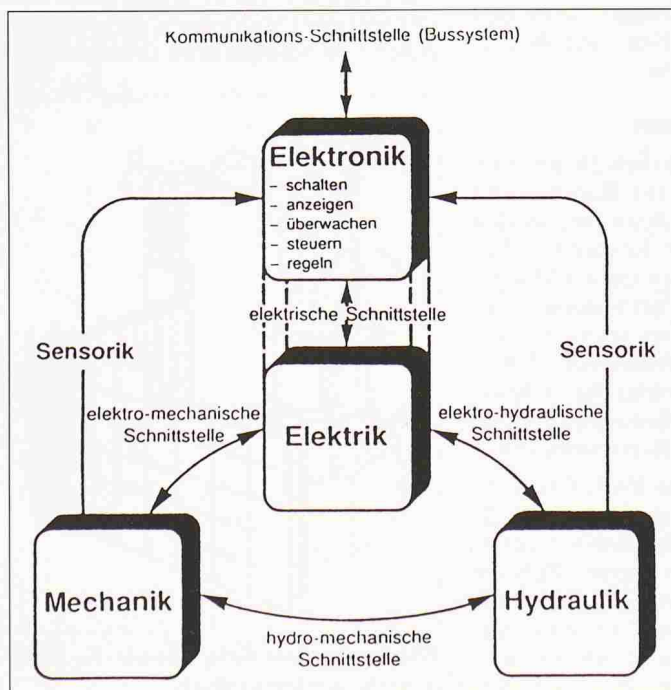 Kommunikations-Schnittstelle (Bussystem)
Elektronik
– schalten
– anzeigen
– überwachen
– steuern
– regeln
elektrische Schnittstelle
Sensorik
Sensorik
elektro-mechanische
Schnittstelle
Elektrik
elektro-hydraulische
Schnittstelle
Mechanik
Hydraulik
hydro-mechanische
Schnittstelle